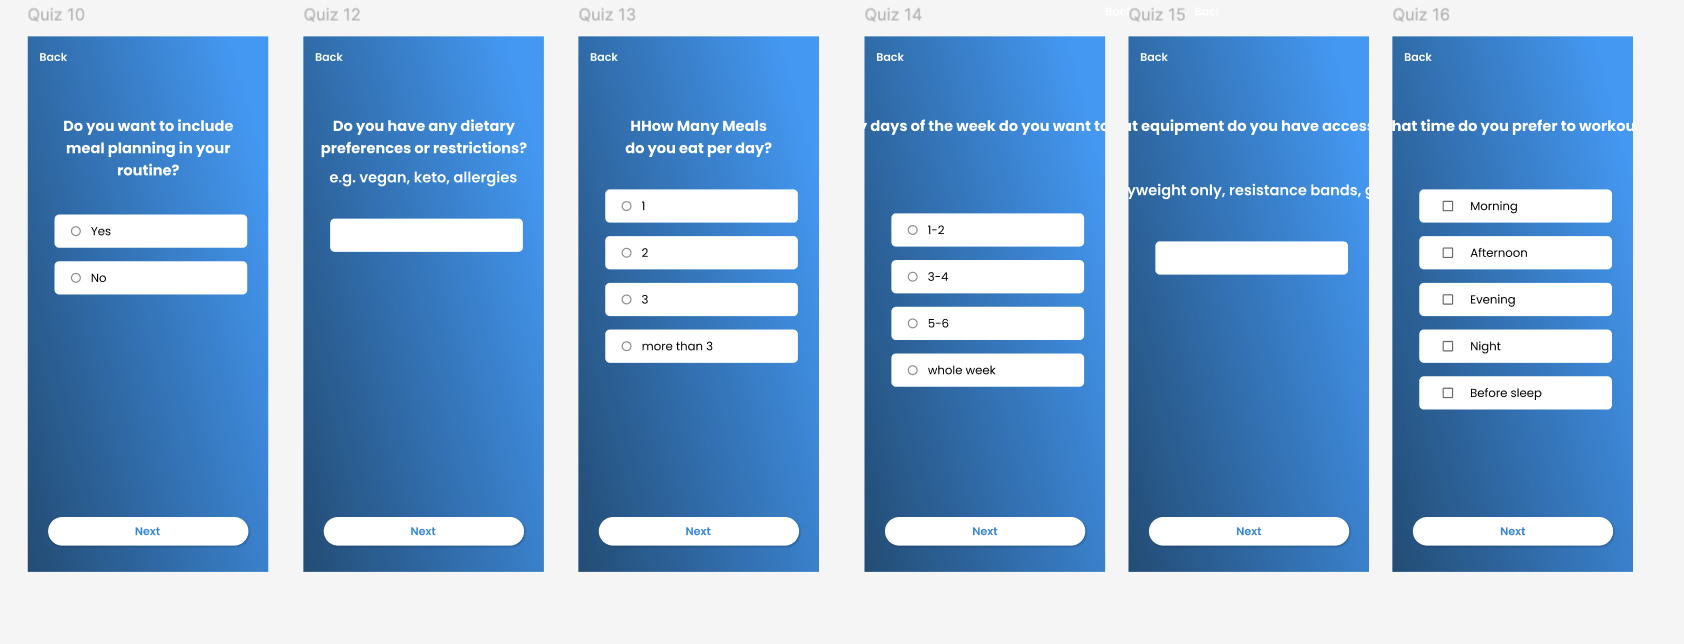 Quiz 10
Back
Do you want to include
meal planning in your
routine?
Yes
No
Next
Quiz 12
Back
Do you have any dietary
preferences or restrictions?
e.g. vegan, keto, allergies
Next
Quiz 13
Back
HHow Many Meals
do you eat per day?
1
2
3
more than 3
Next
Quiz 14
Back
y days of the week do you want to
1-2
3-4
5-6
whole week
Next
Quiz 15
Back
at equipment do you have access
yweight only, resistance bands, g
Next
Quiz 16
Back
hat time do you prefer to workou
Morning
Afternoon
Evening
Night
Before sleep
Next